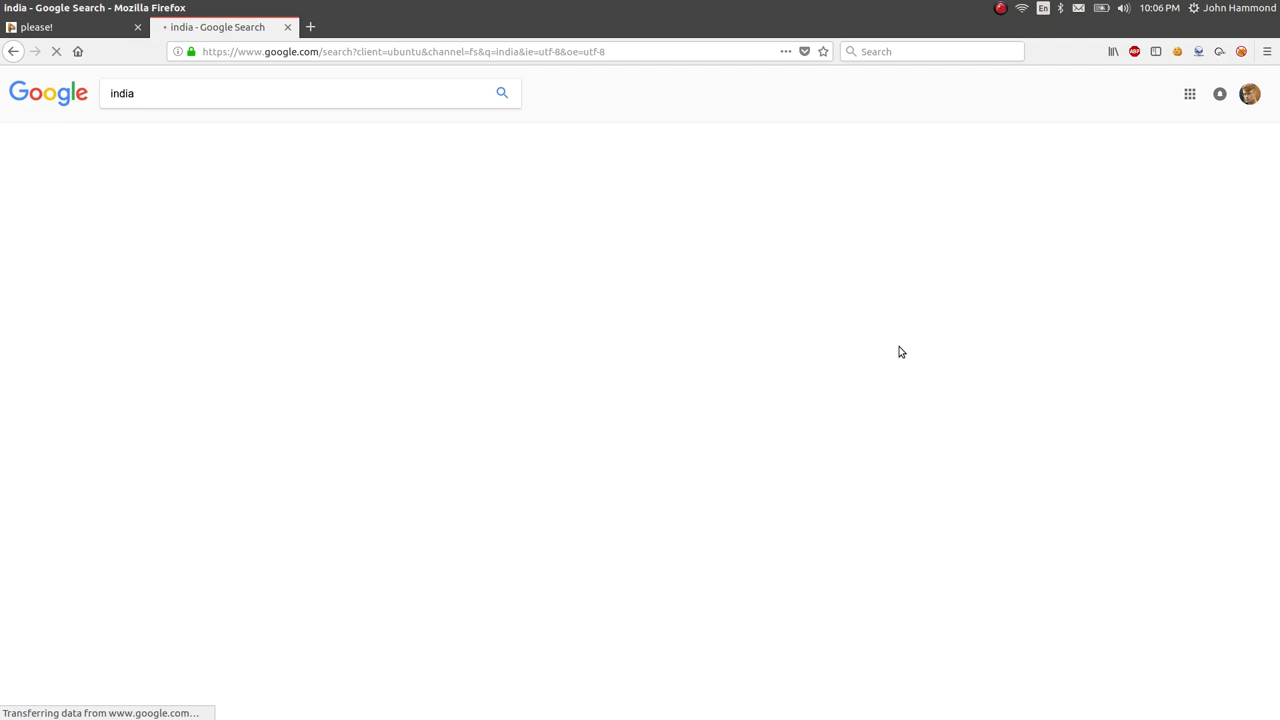 india - Google Search - Mozilla Firefox
En
10:06 PM
John Hammond
please!
india - Google Search
https://www.google.com/search?client=ubuntu&channel=fs&q=india&ie=utf-8&oe=utf-8
Search
ABP
Google
india
Transferring data from www.google.com...